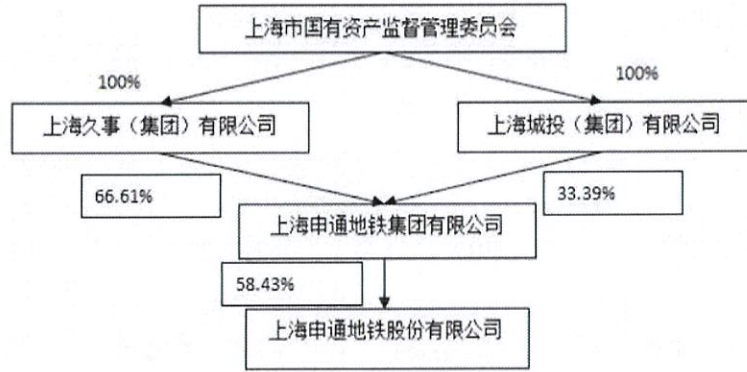 上海市国有资产监督管理委员会
100%
100%
上海久事（集团）有限公司
上海城投（集团）有限公司
66.61%
33.39%
上海申通地铁集团有限公司
58.43%
上海申通地铁股份有限公司